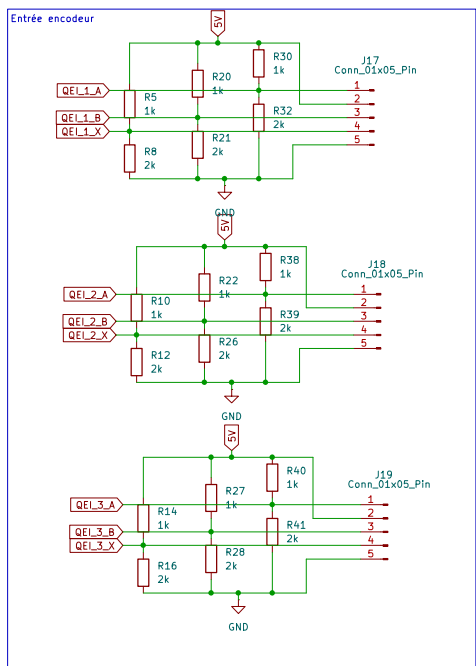 Entrée encodeur
5V
R30
1k
J17
Conn_01x05_Pin
R20
1k
QEI_1_A
1
R5
1k
2
R32
2k
QEI_1_B
3
QEI_1_X
4
R21
2k
R8
2k
5
GND
5V
R38
1k
J18
Conn_01x05_Pin
R22
1k
QEI_2_A
1
R10
1k
2
R39
2k
QEI_2_B
3
QEI_2_X
4
R26
2k
R12
2k
5
GND
5V
R40
1k
J19
Conn_01x05_Pin
R27
1k
QEI_3_A
1
R14
1k
2
R41
2k
QEI_3_B
3
QEI_3_X
4
R28
2k
R16
2k
5
GND